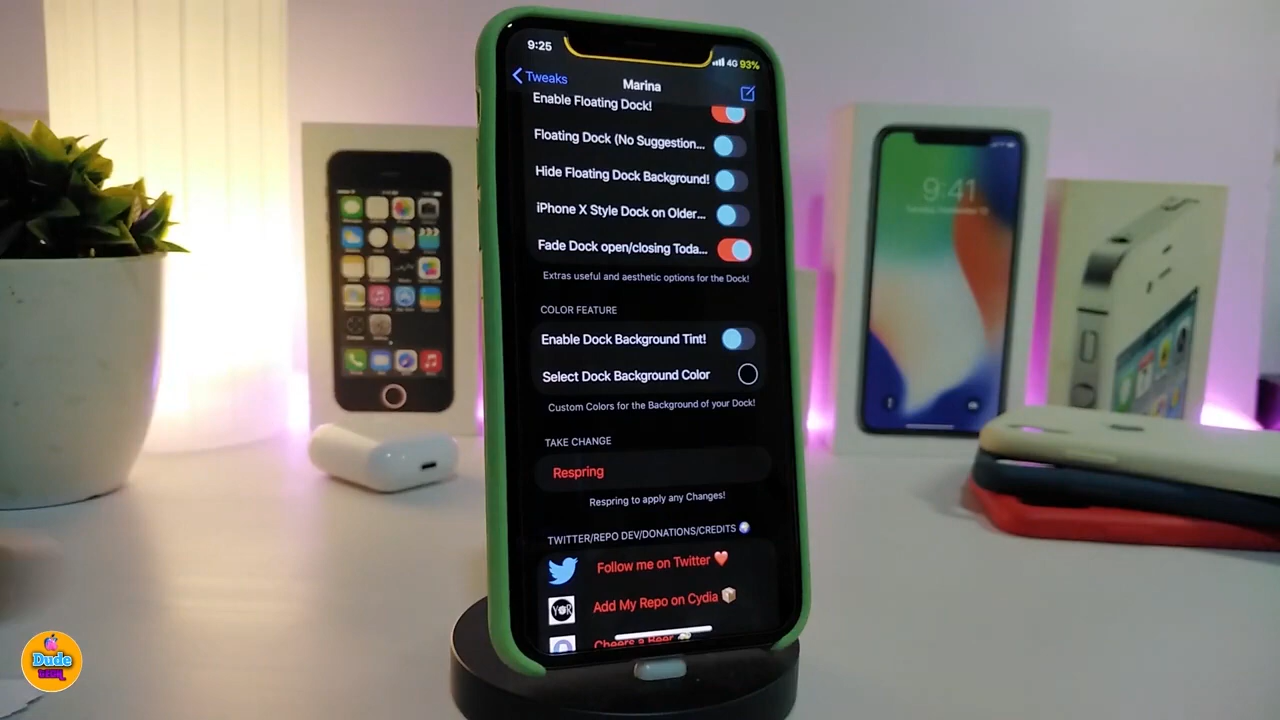 9:25
4G 93%
Tweaks
Marina
Enable Floating Dock!
Floating Dock (No Suggestion...
Hide Floating Dock Background!
iPhone X Style Dock on Older...
Fade Dock open/closing Toda...
Extras useful and aesthetic options for the Dock!
COLOR FEATURE
Enable Dock Background Tint!
Select Dock Background Color
Custom Colors for the Background of your Dock!
TAKE CHANGE
Respring
Respring to apply any Changes!
TWITTER/REPO DEV/DONATIONS/CREDITS
Follow me on Twitter ❤️
Add My Repo on Cydia 📦
Cheers a Beer 🍻
9:41
Dude